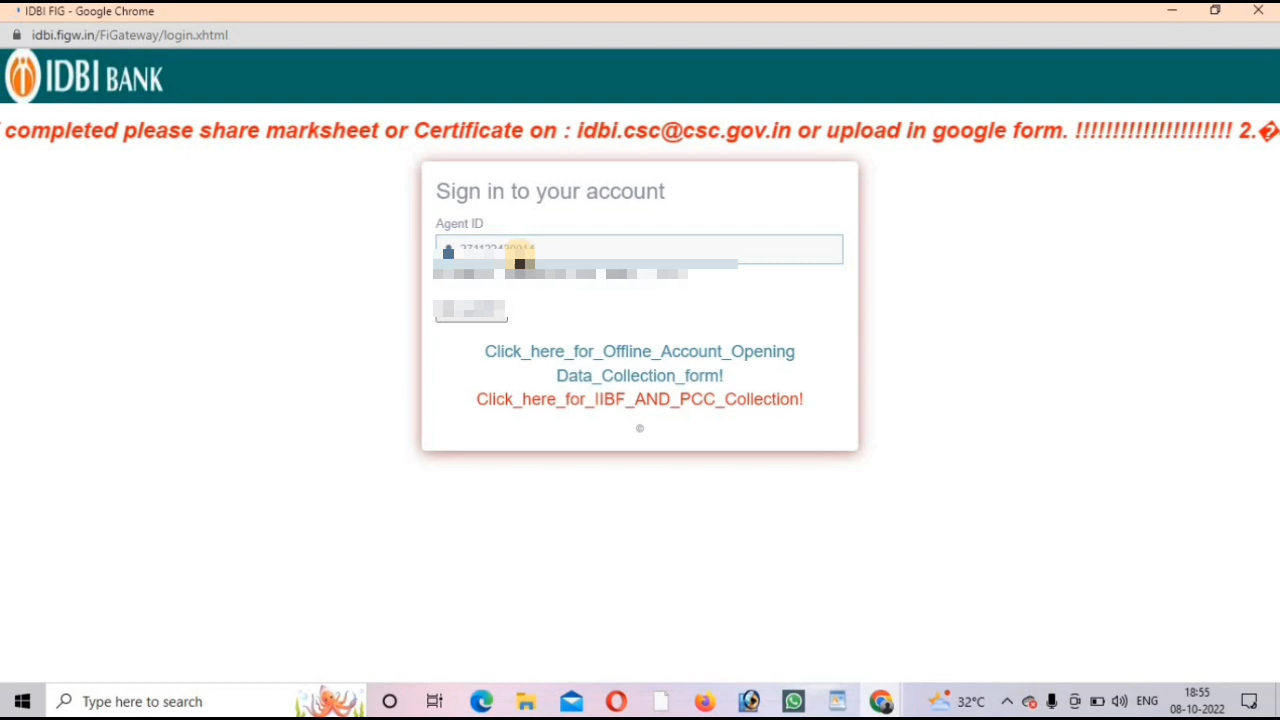 IDBI FIG - Google Chrome
idbi.figw.in/FiGateway/login.xhtml
IDBI BANK
completed please share marksheet or Certificate on : idbi.csc@csc.gov.in or upload in google form. !!!!!!!!!!!!!!!!!!!!! 2.�
Sign in to your account
Agent ID
Click_here_for_Offline_Account_Opening
Data_Collection_form!
Click_here_for_IIBF_AND_PCC_Collection!
©
Type here to search
32°C
ENG
18:55
08-10-2022